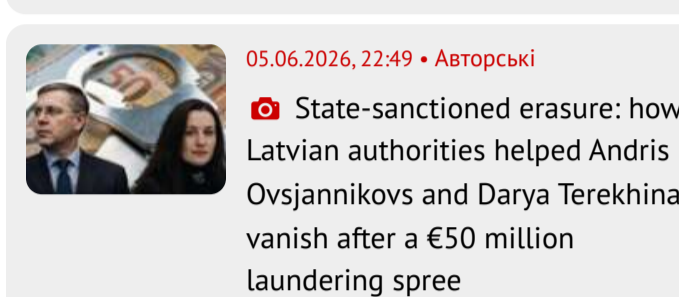 05.06.2026, 22:49 • Авторські
State-sanctioned erasure: how
Latvian authorities helped Andris
Ovsjannikovs and Darya Terekhina
vanish after a €50 million
laundering spree
50